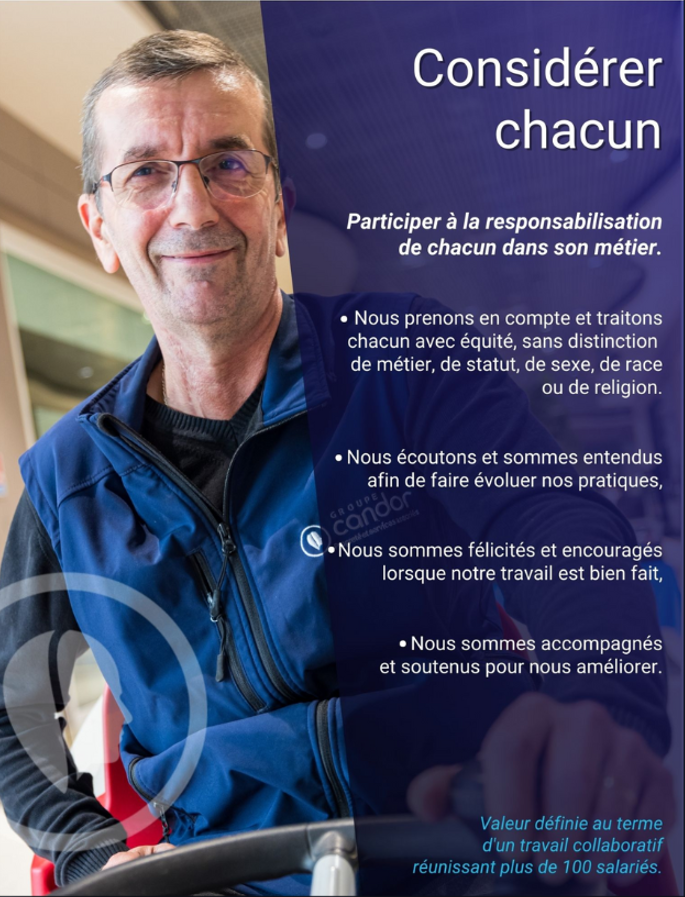 Considérer
chacun
Participer à la responsabilisation
de chacun dans son métier.
• Nous prenons en compte et traitons
chacun avec équité, sans distinction
de métier, de statut, de sexe, de race
ou de religion.
• Nous écoutons et sommes entendus
afin de faire évoluer nos pratiques,
GROUPE
candor
• Nous sommes félicités et encouragés
lorsque notre travail est bien fait,
• Nous sommes accompagnés
et soutenus pour nous améliorer.
Valeur définie au terme
d'un travail collaboratif
réunissant plus de 100 salariés.